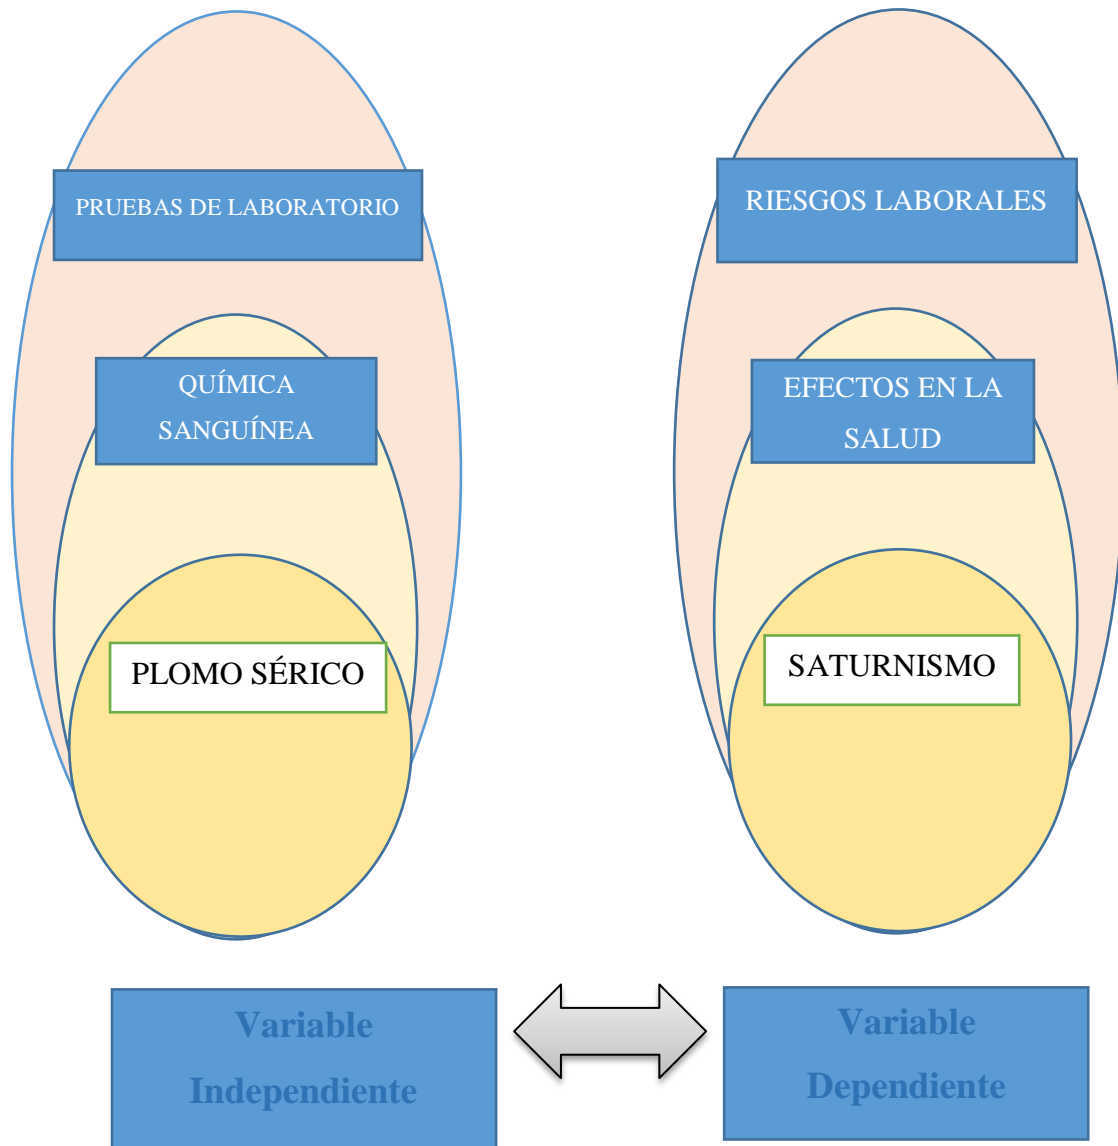 PRUEBAS DE LABORATORIO
RIESGOS LABORALES
QUÍMICA
SANGUÍNEA
EFECTOS EN LA
SALUD
PLOMO SÉRICO
SATURNISMO
Variable
Independiente
Variable
Dependiente